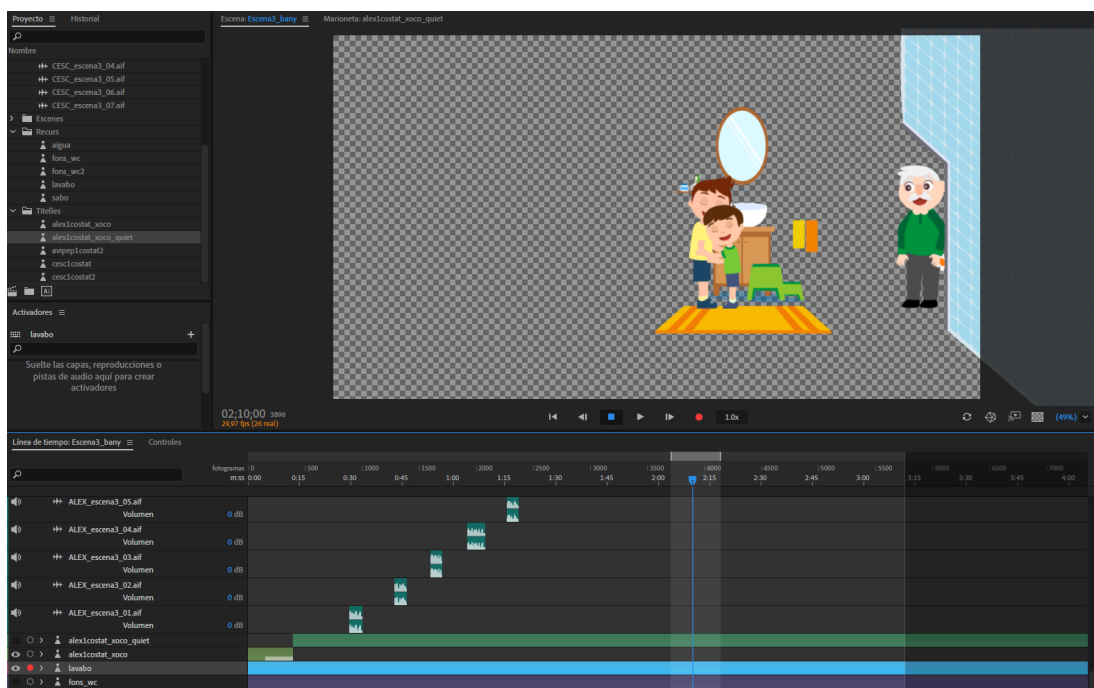 Proyecto Historial
Nombre
CESC_escena3_04.aif
CESC_escena3_05.aif
CESC_escena3_06.aif
CESC_escena3_07.aif
Escenes
Recurs
aigua
fons_wc
fons_wc2
lavabo
sabo
Titelles
alex1costat_xoco
alex1costat_xoco_quiet
avipep1costat2
cesc1costat
cesc1costat2
Ai
Activadores
lavabo +
Suelte las capas, reproducciones o
pistas de audio aquí para crear
activadores
Escena: Escena3_bany Marioneta: alex1costat_xoco_quiet
02;10;00 3896
29,97 fps (26 real)
1.0x
(49%)
Línea de tiempo: Escena3_bany Controles
fotogramas 0 500 1000 1500 2000 2500 3000 3500 4000 4500 5000 5500 6000 6500 7000
m:ss 0:00 0:15 0:30 0:45 1:00 1:15 1:30 1:45 2:00 2:15 2:30 2:45 3:00 3:15 3:30 3:45 4:00
ALEX_escena3_05.aif
Volumen 0 dB
ALEX_escena3_04.aif
Volumen 0 dB
ALEX_escena3_03.aif
Volumen 0 dB
ALEX_escena3_02.aif
Volumen 0 dB
ALEX_escena3_01.aif
Volumen 0 dB
alex1costat_xoco_quiet
alex1costat_xoco
lavabo
fons_wc